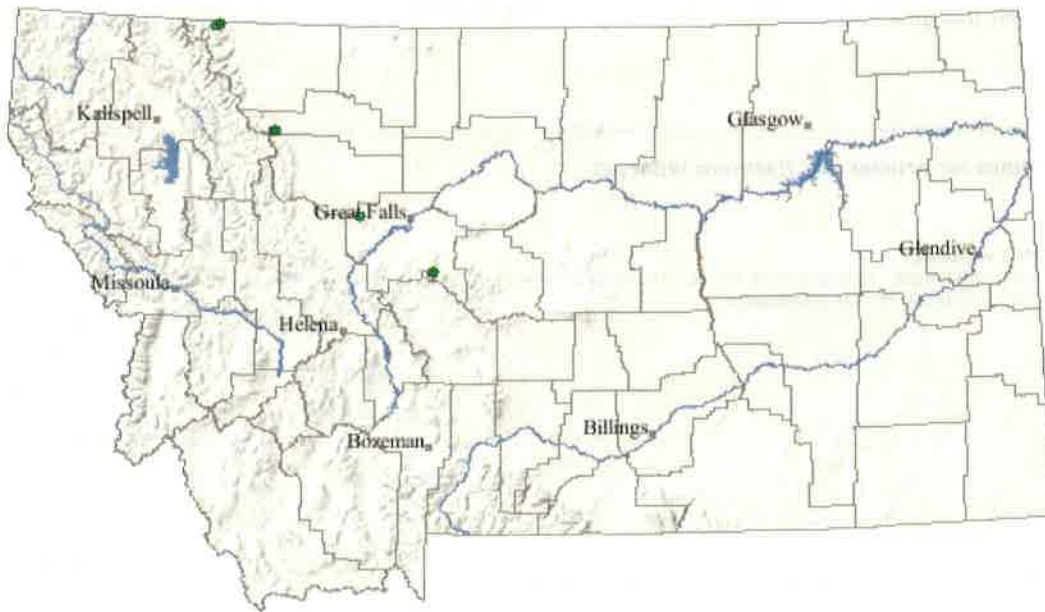 Kalispell
Glasgow
Great Falls
Glendive
Missoula
Helena
Billings
Bozeman